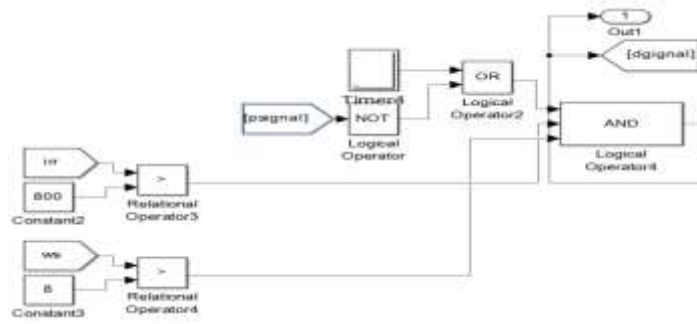 1
Out1
[dgignal]
OR
Timer4
Logical
Operator2
[psignal]
NOT
Logical
Operator
AND
Logical
Operator4
irr
>
800
Relational
Operator3
Constant2
ws
>
8
Relational
Operator4
Constant3